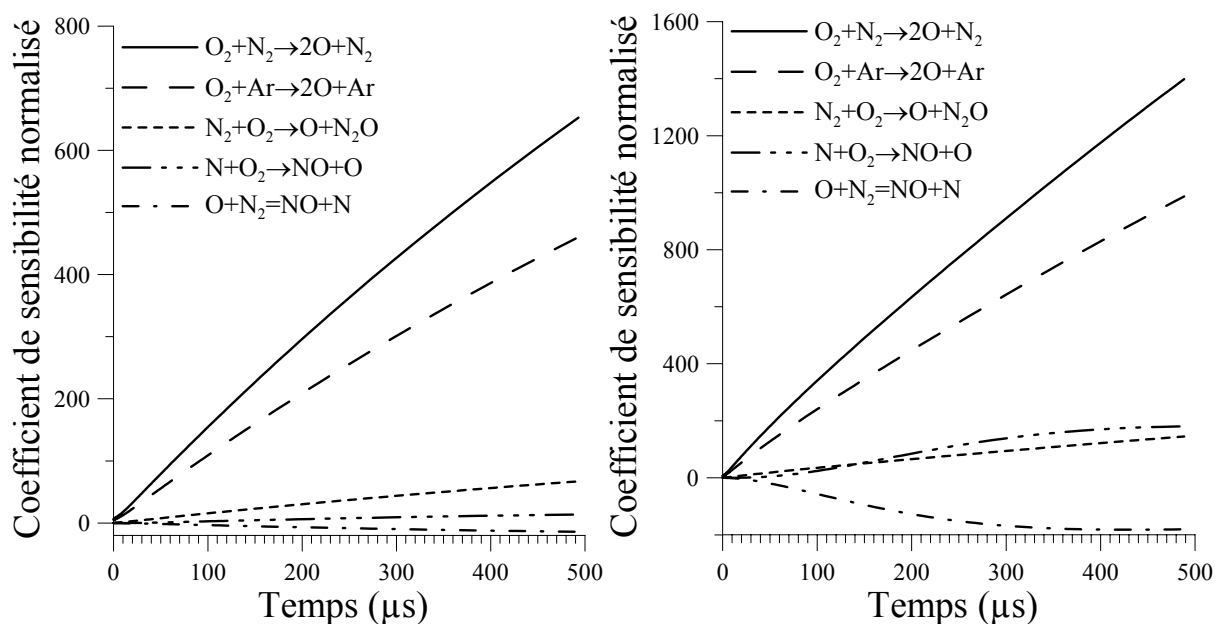 Coefficient de sensibilité normalisé
800
600
400
200
0
O₂+N₂→2O+N₂
O₂+Ar→2O+Ar
N₂+O₂→O+N₂O
N+O₂→NO+O
O+N₂=NO+N
0 100 200 300 400 500
Temps (µs)
Coefficient de sensibilité normalisé
1600
1200
800
400
0
O₂+N₂→2O+N₂
O₂+Ar→2O+Ar
N₂+O₂→O+N₂O
N+O₂→NO+O
O+N₂=NO+N
0 100 200 300 400 500
Temps (µs)